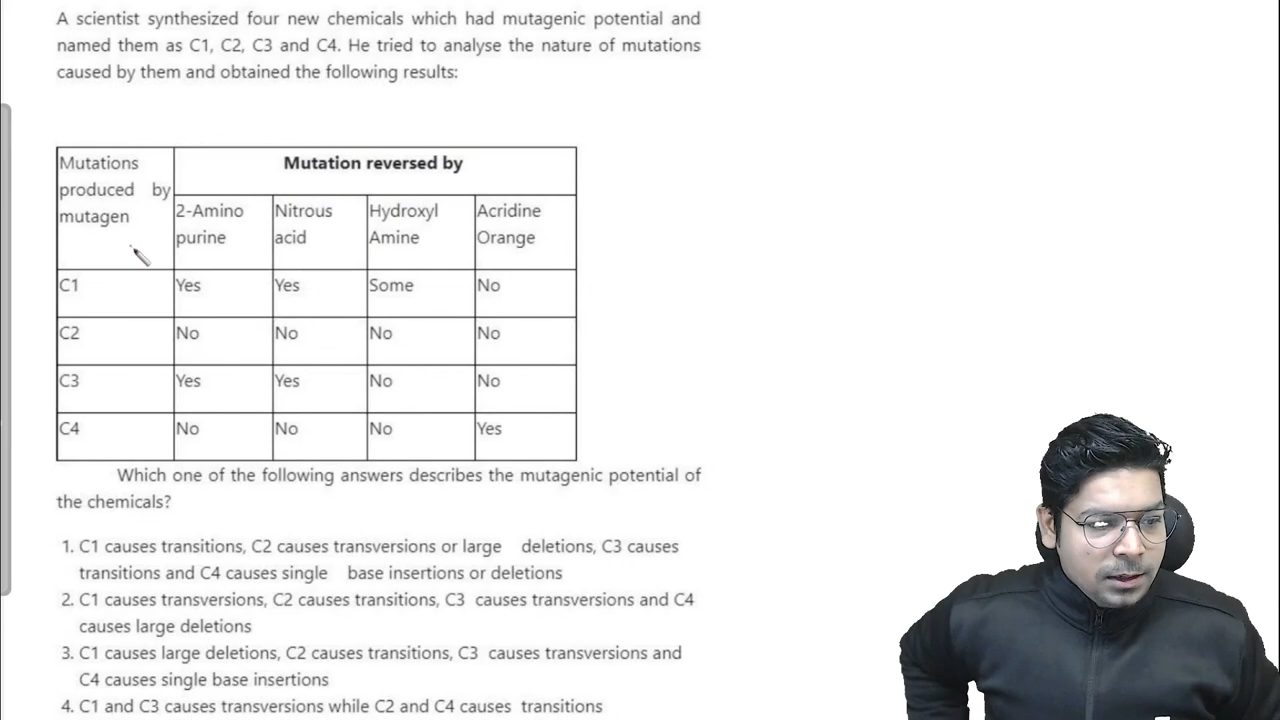 A scientist synthesized four new chemicals which had mutagenic potential and
named them as C1, C2, C3 and C4. He tried to analyse the nature of mutations
caused by them and obtained the following results:
Mutations produced by mutagen | Mutation reversed by
2-Amino purine | Nitrous acid | Hydroxyl Amine | Acridine Orange
C1 | Yes | Yes | Some | No
C2 | No | No | No | No
C3 | Yes | Yes | No | No
C4 | No | No | No | Yes
Which one of the following answers describes the mutagenic potential of
the chemicals?
1. C1 causes transitions, C2 causes transversions or large deletions, C3 causes
transitions and C4 causes single base insertions or deletions
2. C1 causes transversions, C2 causes transitions, C3 causes transversions and C4
causes large deletions
3. C1 causes large deletions, C2 causes transitions, C3 causes transversions and
C4 causes single base insertions
4. C1 and C3 causes transversions while C2 and C4 causes transitions